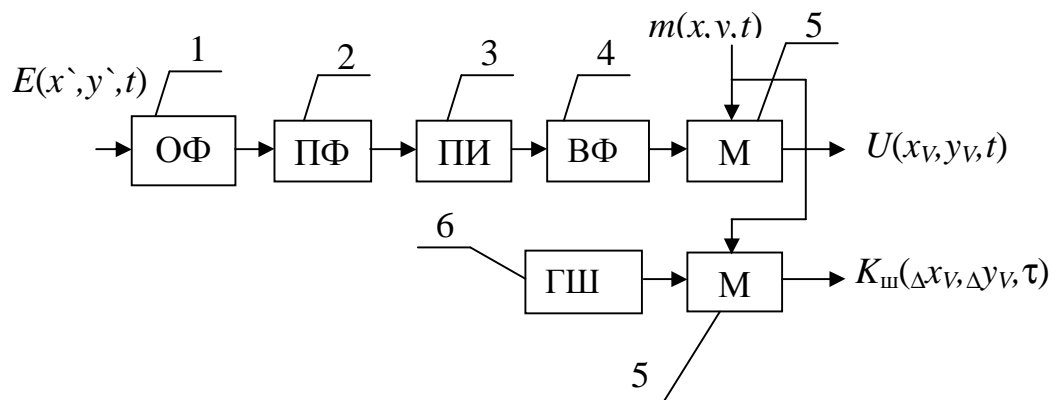 m(x,y,t) 5
1 2 3 4
E(x`,y`,t)
ОФ ПФ ПИ ВФ М U(xV,yV,t)
6
ГШ М Kш(ΔxV,ΔyV,τ)
5